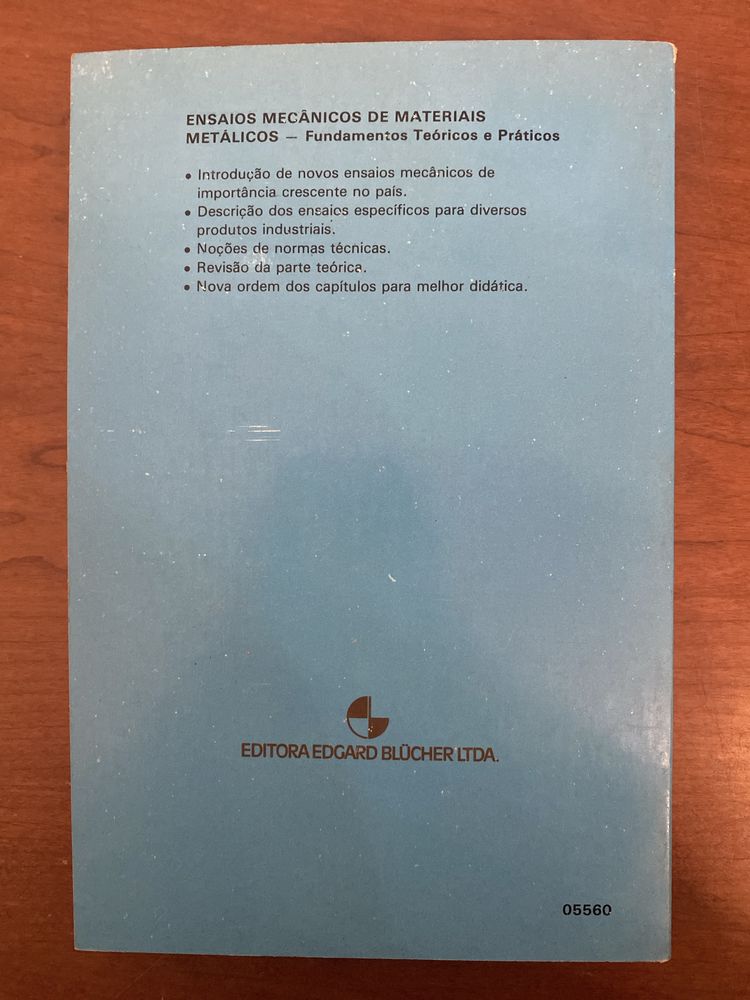 ENSAIOS MECÂNICOS DE MATERIAIS
METÁLICOS — Fundamentos Teóricos e Práticos
• Introdução de novos ensaios mecânicos de
importância crescente no país.
• Descrição dos ensaios específicos para diversos
produtos industriais.
• Noções de normas técnicas.
• Revisão da parte teórica.
• Nova ordem dos capítulos para melhor didática.
EDITORA EDGARD BLÜCHER LTDA.
05560